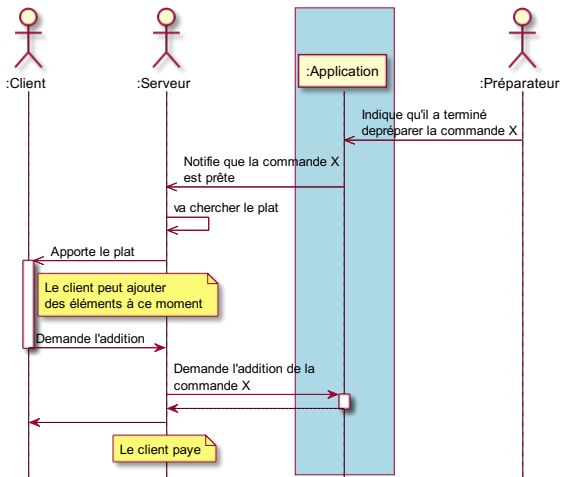 :Client
:Serveur
:Application
:Préparateur
Indique qu'il a terminé
depréparer la commande X
Notifie que la commande X
est prête
va chercher le plat
Apporte le plat
Le client peut ajouter
des éléments à ce moment
Demande l'addition
Demande l'addition de la
commande X
Le client paye